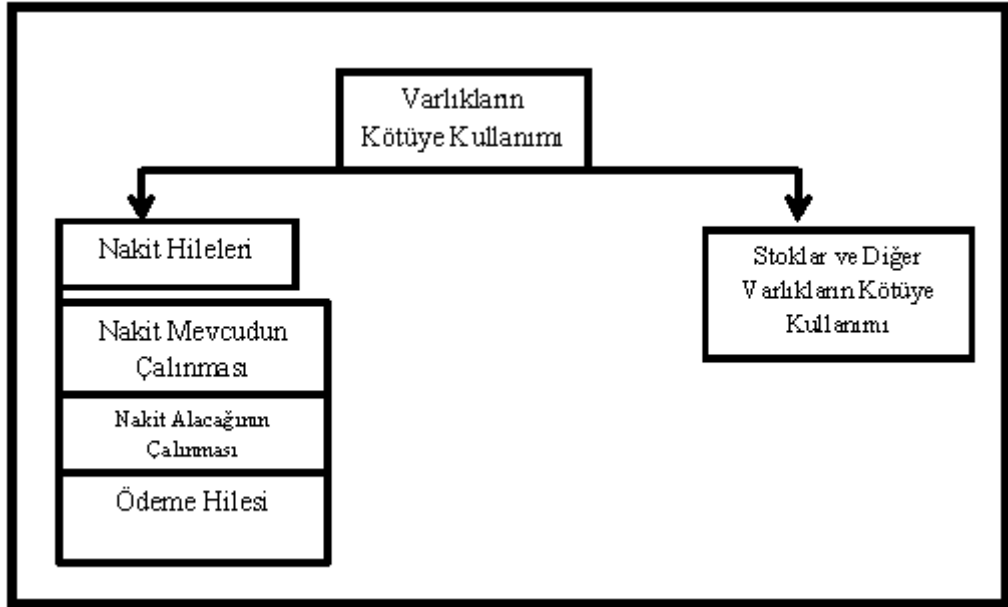 Varlıkların
Kötüye Kullanımı
Nakit Hileleri
Nakit Mevcudun
Çalınması
Nakit Alacağının
Çalınması
Ödeme Hilesi
Stoklar ve Diğer
Varlıkların Kötüye
Kullanımı